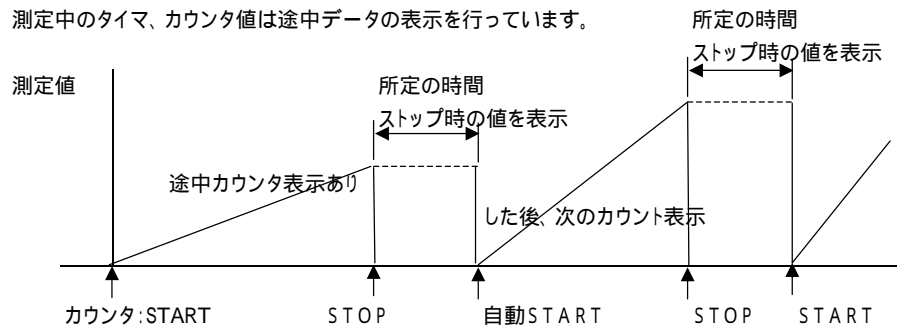 測定中のタイマ、カウンタ値は途中データの表示を行っています。
所定の時間
ストップ時の値を表示
測定値
所定の時間
ストップ時の値を表示
途中カウンタ表示あり
した後、次のカウント表示
カウンタ:START
STOP
自動START
STOP
START